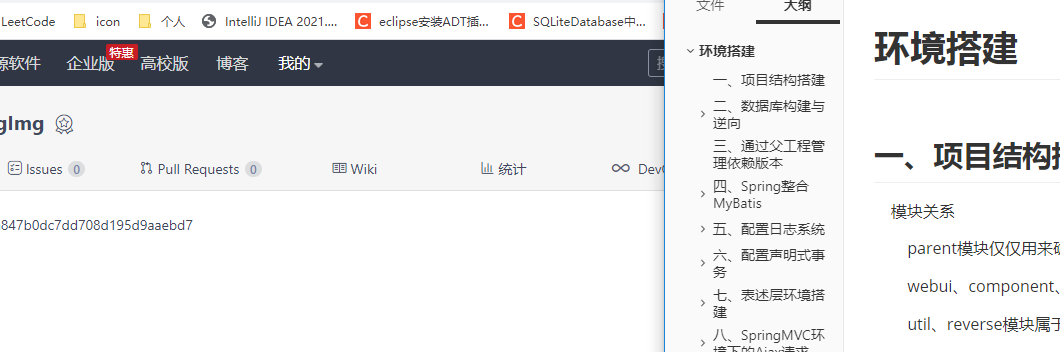 LeetCode icon 个人 IntelliJ IDEA 2021.... eclipse安装ADT插... SQLiteDatabase中...
源软件 企业版 特惠 高校版 博客 我的
glmg
Issues 0 Pull Requests 0 Wiki 统计
847b0dc7dd708d195d9aaebd7
文件 大纲
环境搭建
一、项目结构搭建
二、数据库构建与
逆向
三、通过父工程管
理依赖版本
四、Spring整合
MyBatis
五、配置日志系统
六、配置声明式事
务
七、表述层环境搭
建
八、SpringMVC环
境下的Ajax请求
环境搭建
一、项目结构
模块关系
parent模块仅仅用来
webui、component、
util、reverse模块属于